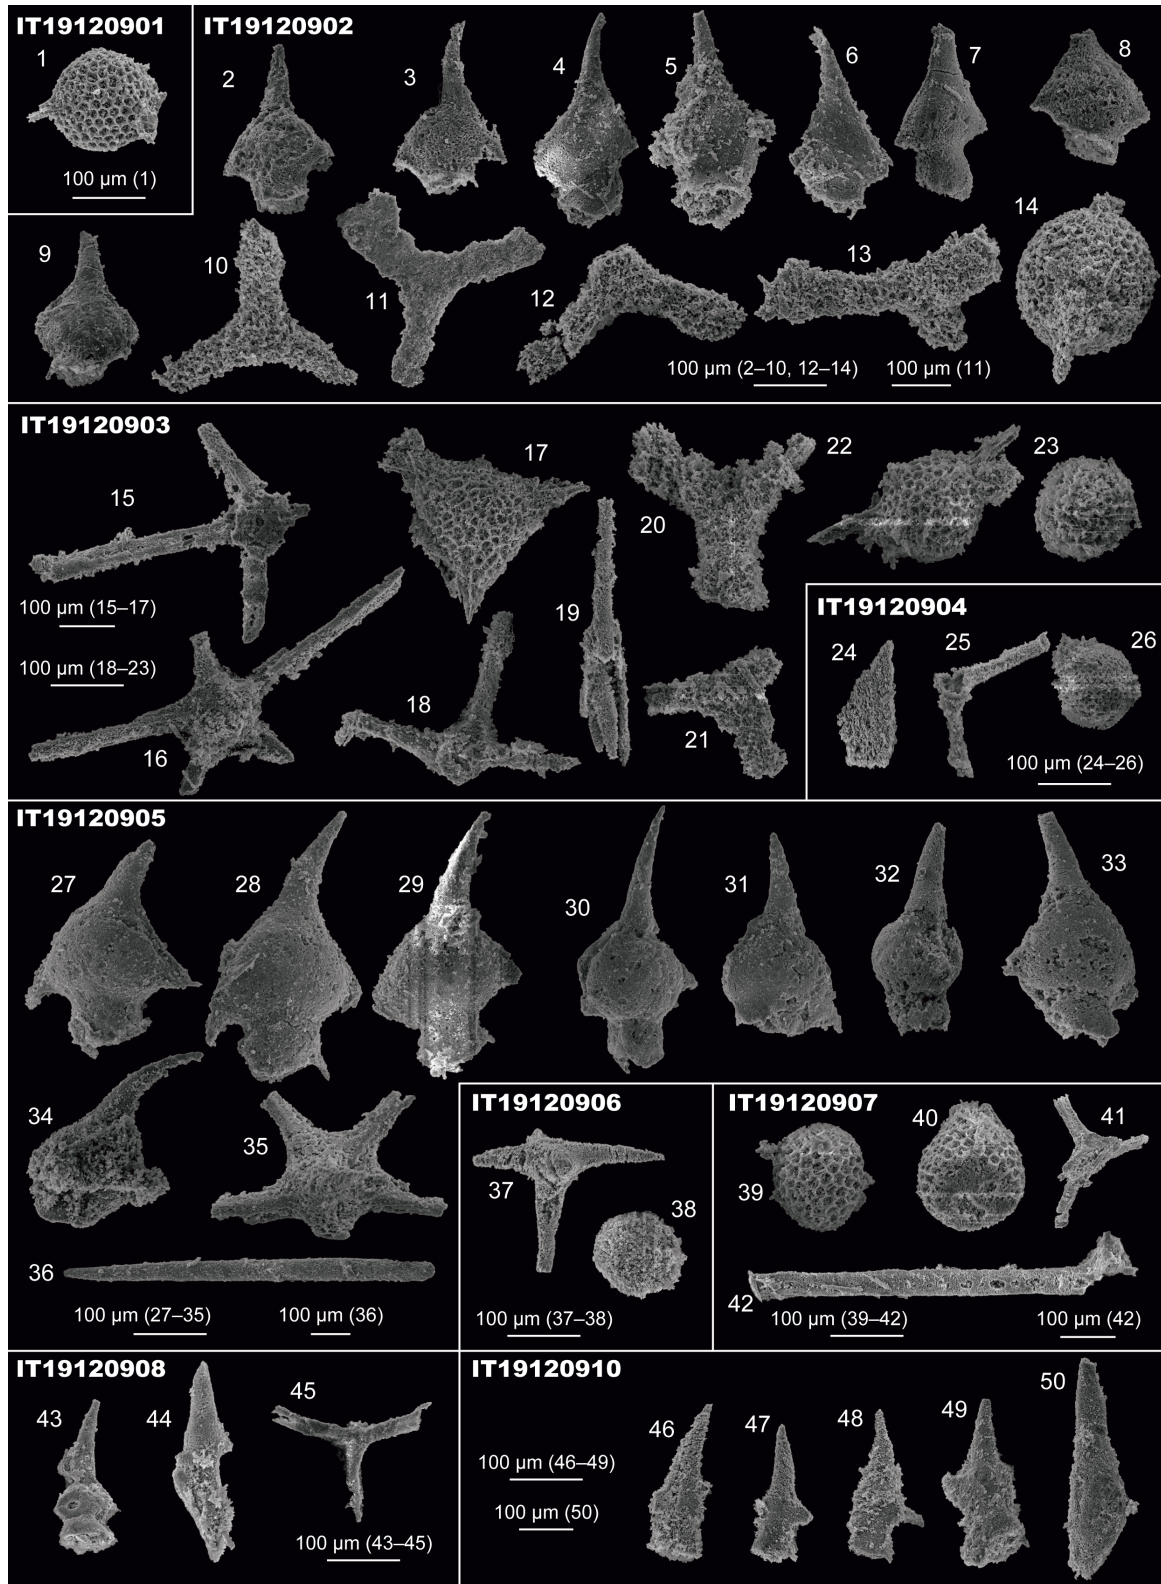 IT19120901
1
100 µm (1)
IT19120902
2
3
4
5
6
7
8
9
10
11
12
13
14
100 µm (2–10, 12–14)
100 µm (11)
IT19120903
15
16
17
18
19
20
21
22
23
100 µm (15–17)
100 µm (18–23)
IT19120904
24
25
26
100 µm (24–26)
IT19120905
27
28
29
30
31
32
33
34
35
36
100 µm (27–35)
100 µm (36)
IT19120906
37
38
100 µm (37–38)
IT19120907
39
40
41
42
100 µm (39–42)
100 µm (42)
IT19120908
43
44
45
100 µm (43–45)
IT19120910
46
47
48
49
50
100 µm (46–49)
100 µm (50)